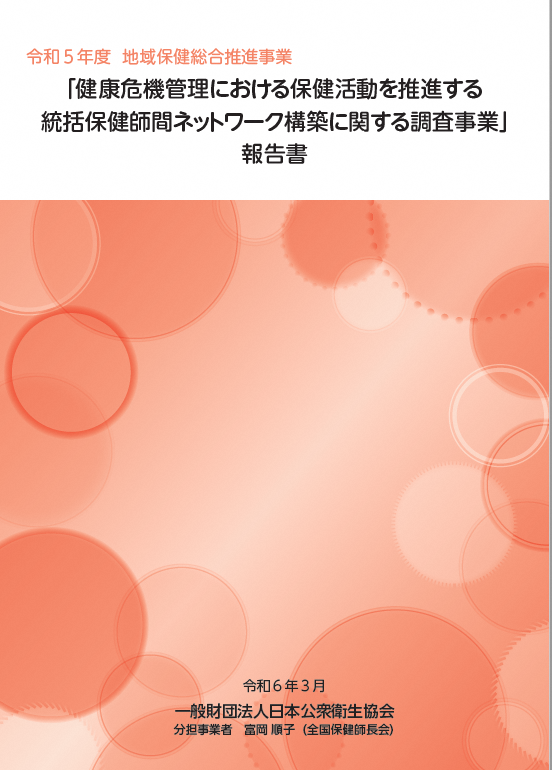 令和５年度　地域保健総合推進事業
「健康危機管理における保健活動を推進する
統括保健師間ネットワーク構築に関する調査事業」
報告書
令和６年３月
一般財団法人日本公衆衛生協会
分担事業者　富岡 順子（全国保健師長会）